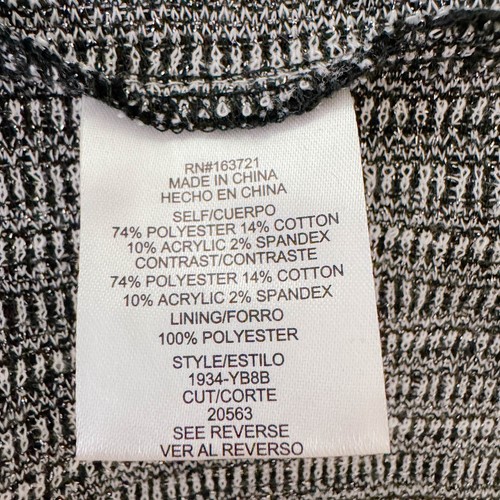 RN#163721
MADE IN CHINA
HECHO EN CHINA
SELF/CUERPO
74% POLYESTER 14% COTTON
10% ACRYLIC 2% SPANDEX
CONTRAST/CONTRASTE
74% POLYESTER 14% COTTON
10% ACRYLIC 2% SPANDEX
LINING/FORRO
100% POLYESTER
STYLE/ESTILO
1934-YB8B
CUT/CORTE
20563
SEE REVERSE
VER AL REVERSO